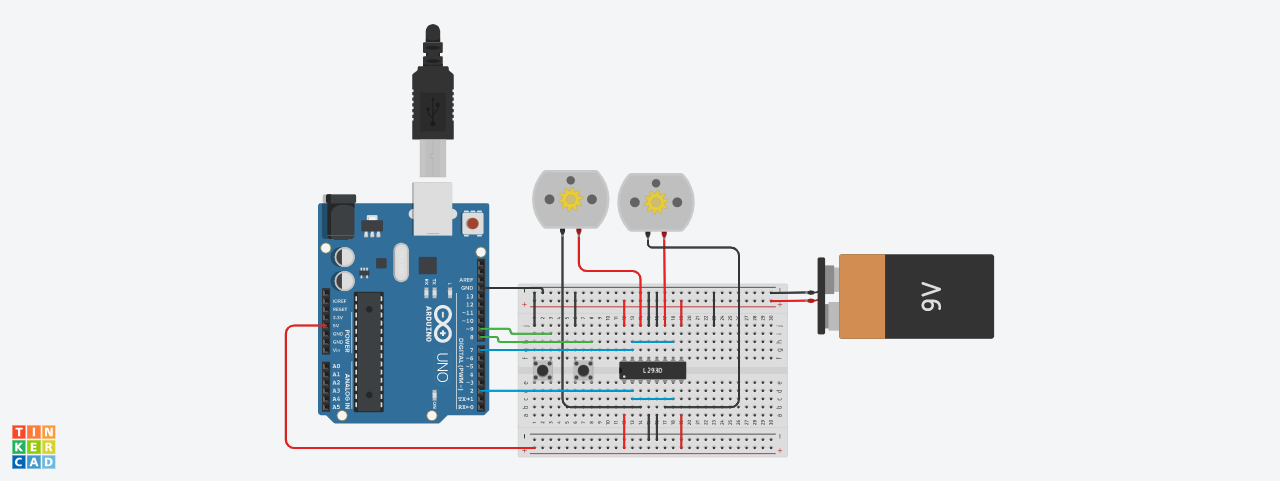 AREF
GND
13
12
~11
~10
~9
8
7
~6
~5
4
~3
2
TX→1
RX←0
DIGITAL (PWM~)
IOREF
RESET
3.3V
5V
GND
GND
Vin
POWER
A0
A1
A2
A3
A4
A5
ANALOG IN
RX
TX
L
ON
ARDUINO
UNO
L293D
9V
TIN
KER
CAD